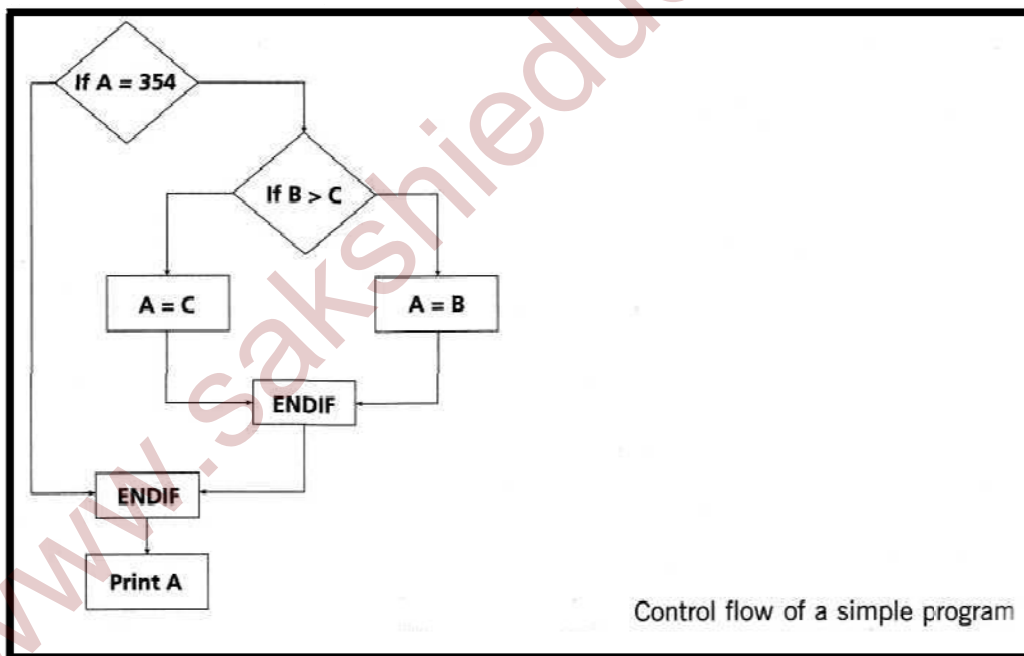 If A = 354
If B > C
A = C
A = B
ENDIF
ENDIF
Print A
Control flow of a simple program
www.sakshiedu